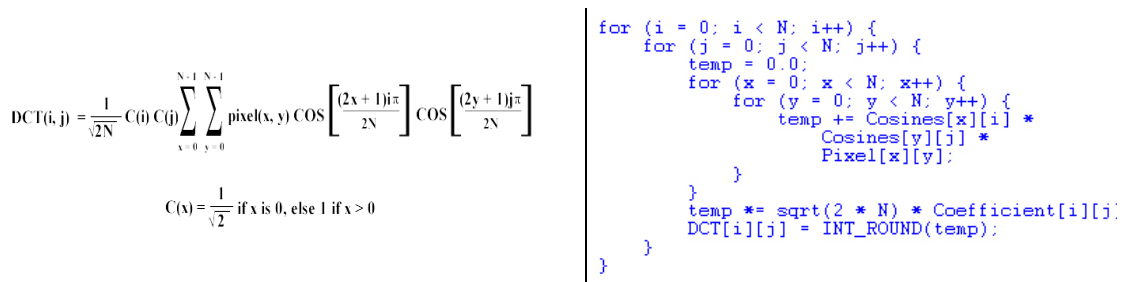 DCT(i, j) = 1/√2N C(i) C(j) N-1 ∑ x=0 N-1 ∑ y=0 pixel(x, y) COS [(2x + 1)iπ/2N] COS [(2y + 1)jπ/2N]
C(x) = 1/√2 if x is 0, else 1 if x > 0
for (i = 0; i < N; i++) {
for (j = 0; j < N; j++) {
temp = 0.0;
for (x = 0; x < N; x++) {
for (y = 0; y < N; y++) {
temp += Cosines[x][i] *
Cosines[y][j] *
Pixel[x][y];
}
}
temp *= sqrt(2 * N) * Coefficient[i][j]
DCT[i][j] = INT_ROUND(temp);
}
}